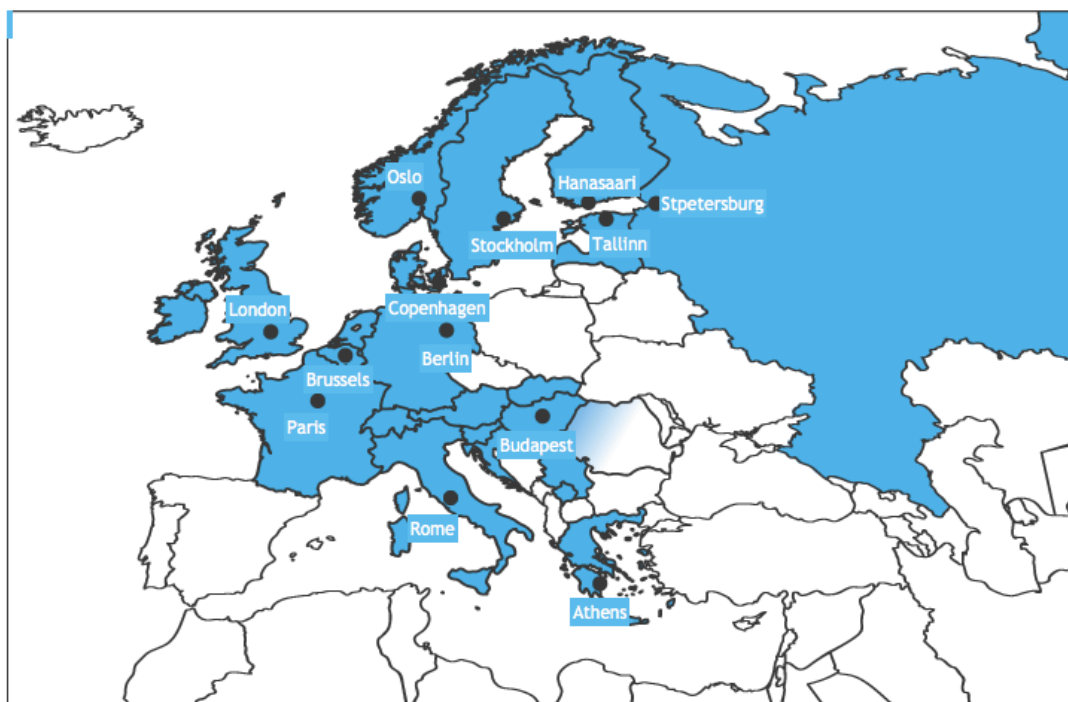 Oslo
Hanasaari
Stpetersburg
Stockholm
Tallinn
London
Copenhagen
Berlin
Brussels
Paris
Budapest
Rome
Athens